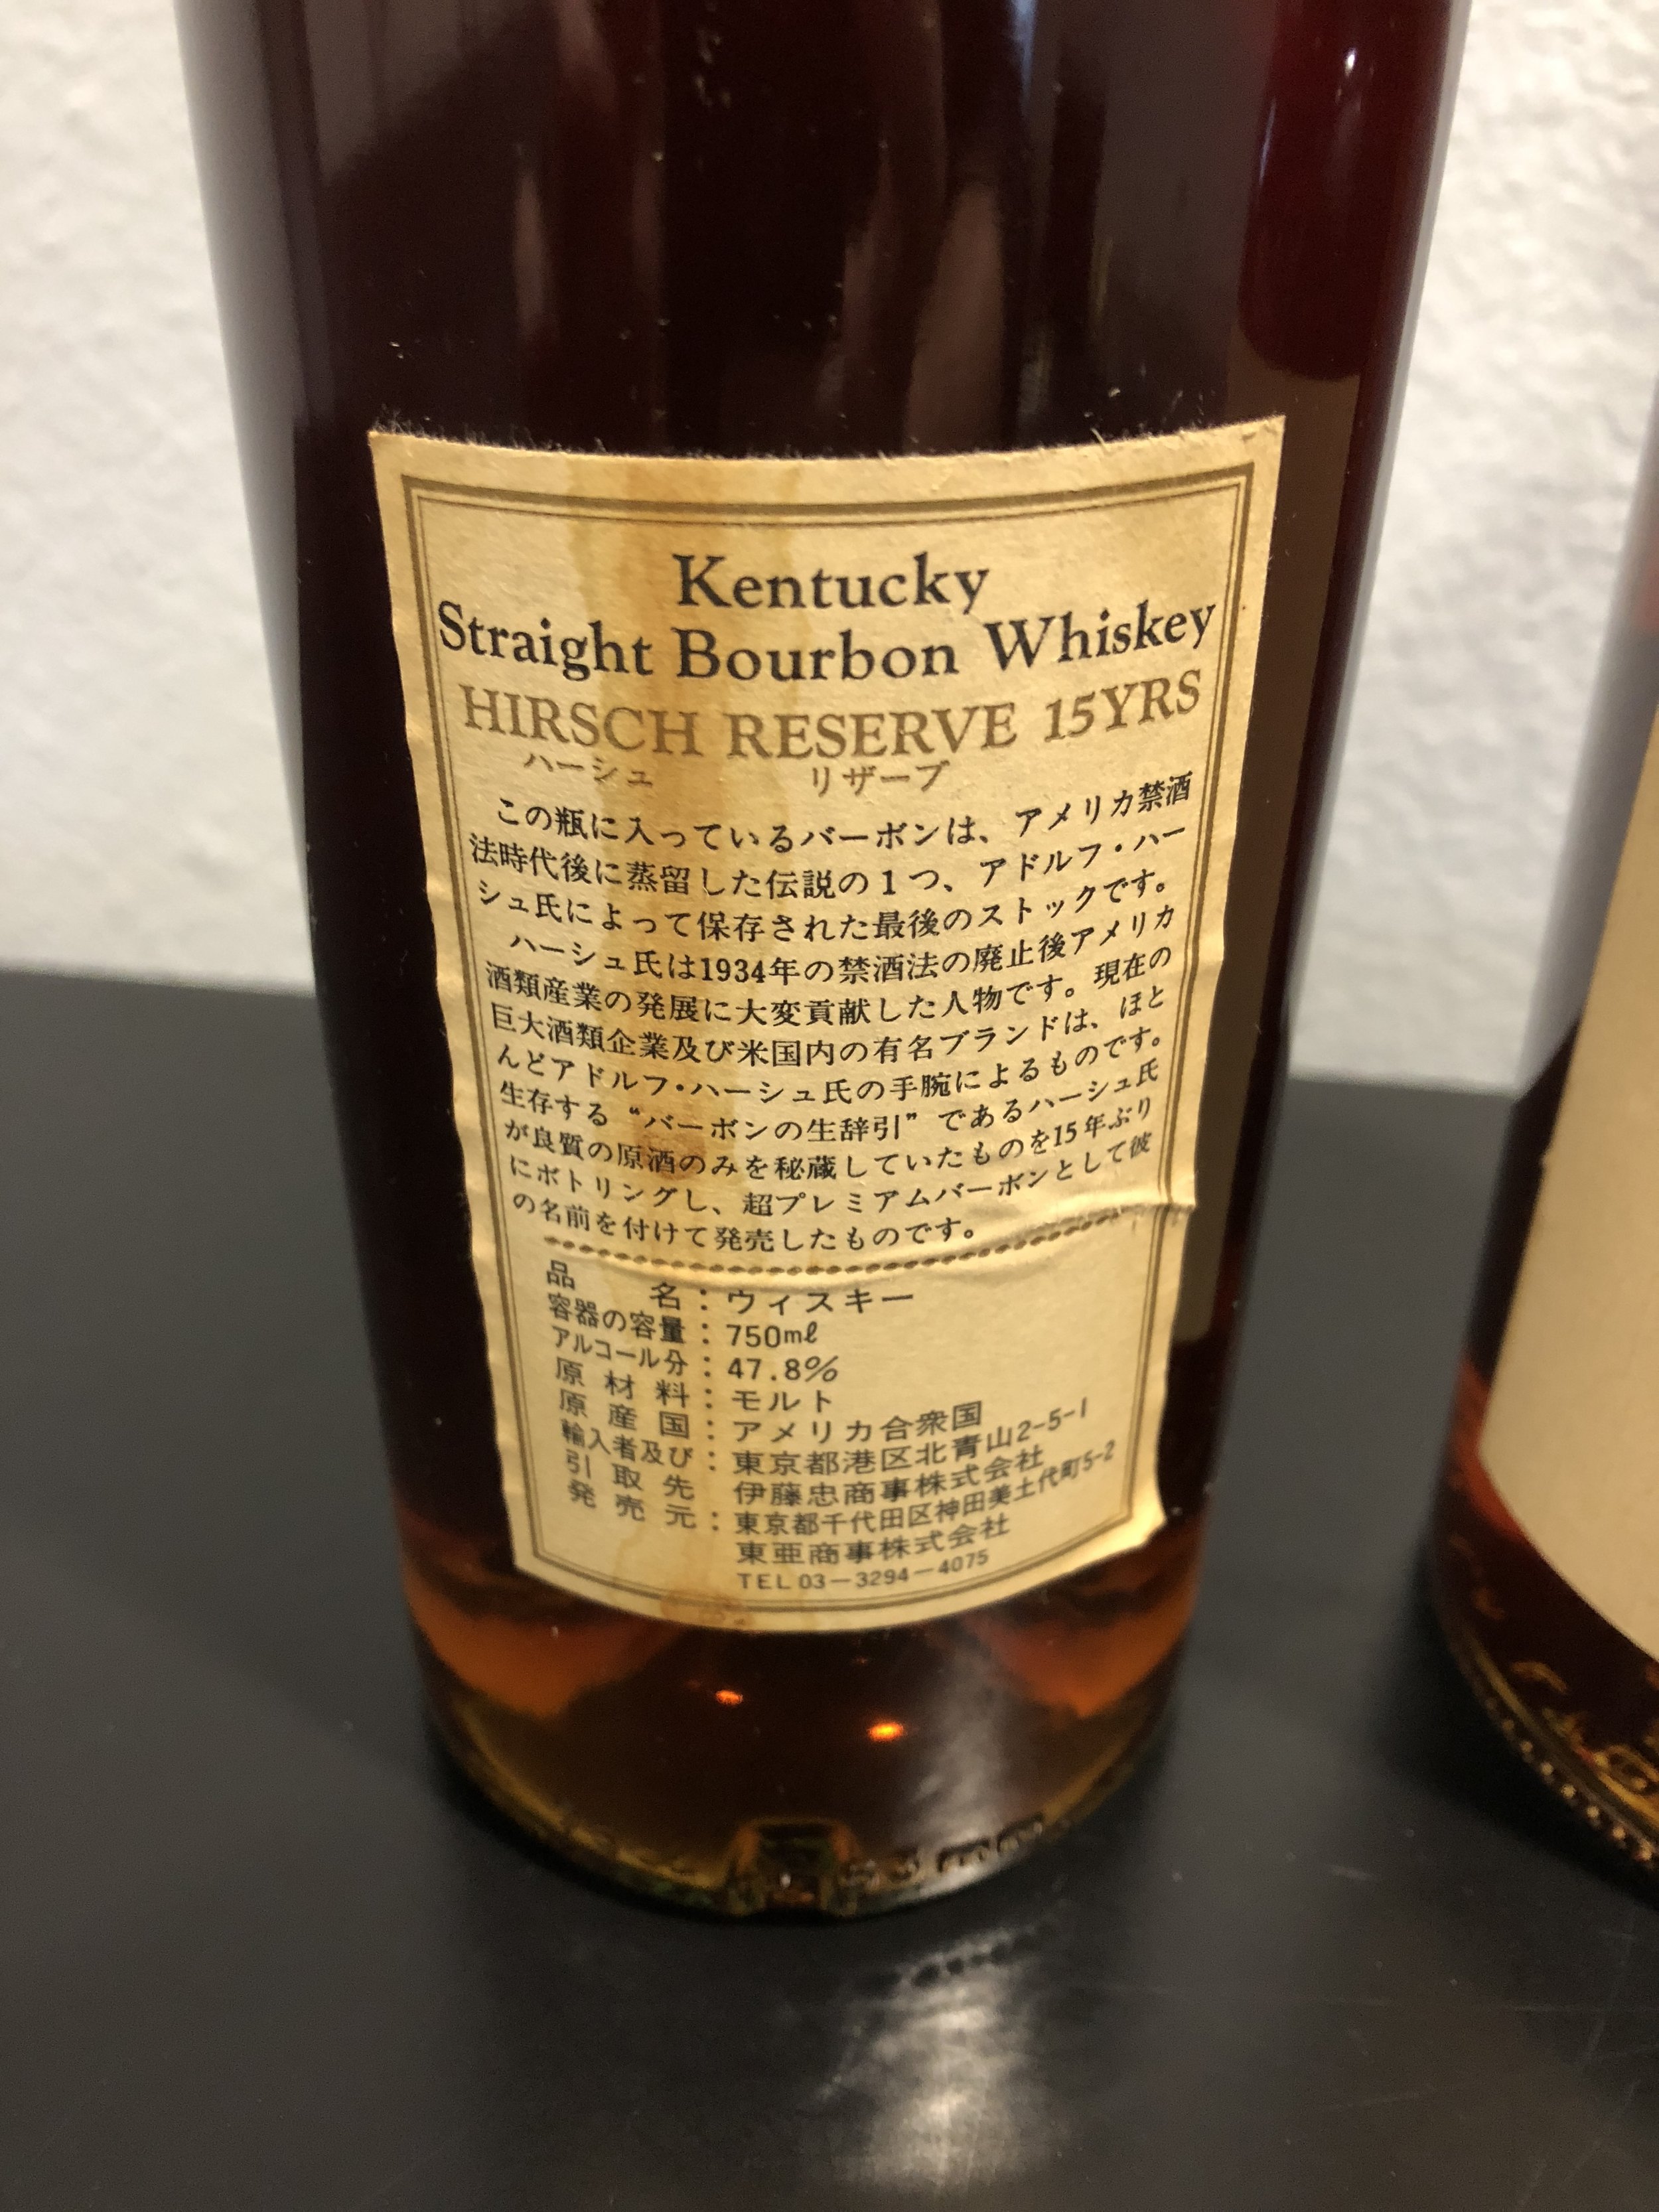 Kentucky
Straight Bourbon Whiskey
HIRSCH RESERVE 15YRS
ハーシュ リザーブ
この瓶に入っているバーボンは、アメリカ禁酒
法時代後に蒸留した伝説の1つ、アドルフ・ハー
シュ氏によって保存された最後のストックです。
ハーシュ氏は1934年の禁酒法の廃止後アメリカ
酒類産業の発展に大変貢献した人物です。現在の
巨大酒類企業及び米国内の有名ブランドは、ほと
んどアドルフ・ハーシュ氏の手腕によるものです。
生存する“バーボンの生辞引”であるハーシュ氏
が良質の原酒のみを秘蔵していたものを15年ぶり
にボトリングし、超プレミアムバーボンとして彼
の名前を付けて発売したものです。
品名：ウィスキー
容器の容量：750mℓ
アルコール分：47.8%
原材料：モルト
原産国：アメリカ合衆国
輸入者及び：東京都港区北青山2-5-1
引取先 伊藤忠商事株式会社
発売元：東京都千代田区神田美土代町5-2
東亜商事株式会社
TEL 03-3294-4075